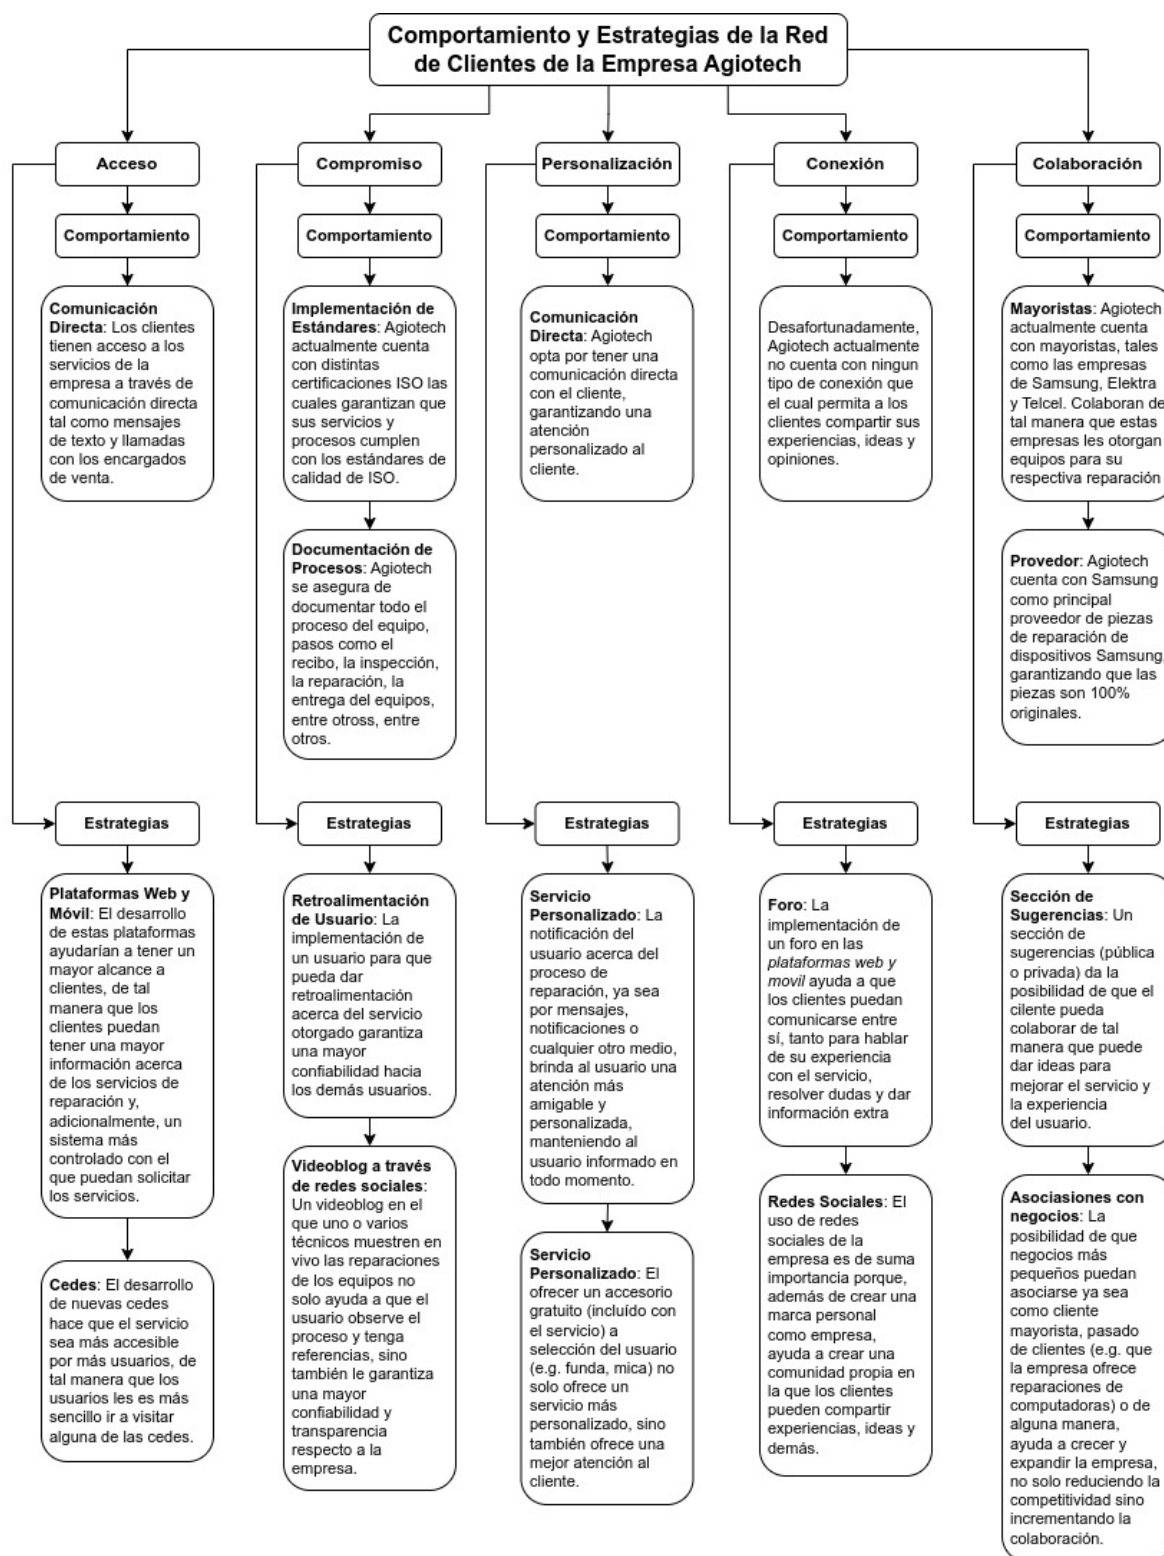 Comportamiento y Estrategias de la Red
de Clientes de la Empresa Agiotech
Acceso
Comportamiento
Comunicación
Directa: Los clientes
tienen acceso a los
servicios de la
empresa a través de
comunicación directa
tal como mensajes
de texto y llamadas
con los encargados
de venta.
Estrategias
Plataformas Web y
Móvil: El desarrollo
de estas plataformas
ayudarían a tener un
mayor alcance a
clientes, de tal
manera que los
clientes puedan
tener una mayor
información acerca
de los servicios de
reparación y,
adicionalmente, un
sistema más
controlado con el
que puedan solicitar
los servicios.
Cedes: El desarrollo
de nuevas cedes
hace que el servicio
sea más accesible
por más usuarios, de
tal manera que los
usuarios les es más
sencillo ir a visitar
alguna de las cedes.
Compromiso
Comportamiento
Implementación de
Estándares: Agiotech
actualmente cuenta
con distintas
certificaciones ISO las
cuales garantizan que
sus servicios y
procesos cumplen
con los estándares de
calidad de ISO.
Documentación de
Procesos: Agiotech
se asegura de
documentar todo el
proceso del equipo,
pasos como el
recibo, la inspección,
la reparación, la
entrega del equipos,
entre otross, entre
otros.
Estrategias
Retroalimentación
de Usuario: La
implementación de
un usuario para que
pueda dar
retroalimentación
acerca del servicio
otorgado garantiza
una mayor
confiabilidad hacia
los demás usuarios.
Videoblog a través
de redes sociales:
Un videoblog en el
que uno o varios
técnicos muestren en
vivo las reparaciones
de los equipos no
solo ayuda a que el
usuario observe el
proceso y tenga
referencias, sino
también le garantiza
una mayor
confiabilidad y
transparencia
respecto a la
empresa.
Personalización
Comportamiento
Comunicación
Directa: Agiotech
opta por tener una
comunicación directa
con el cliente,
garantizando una
atención
personalizado al
cliente.
Estrategias
Servicio
Personalizado: La
notificación del
usuario acerca del
proceso de
reparación, ya sea
por mensajes,
notificaciones o
cualquier otro medio,
brinda al usuario una
atención más
amigable y
personalizada,
manteniendo al
usuario informado en
todo momento.
Servicio
Personalizado: El
ofrecer un accesorio
gratuito (incluído con
el servicio) a
selección del usuario
(e.g. funda, mica) no
solo ofrece un
servicio más
personalizado, sino
también ofrece una
mejor atención al
cliente.
Conexión
Comportamiento
Desafortunadamente,
Agiotech actualmente
no cuenta con ningun
tipo de conexión que
el cual permita a los
clientes compartir sus
experiencias, ideas y
opiniones.
Estrategias
Foro: La
implementación de
un foro en las
plataformas web y
movil ayuda a que
los clientes puedan
comunicarse entre
sí, tanto para hablar
de su experiencia
con el servicio,
resolver dudas y dar
información extra
Redes Sociales: El
uso de redes
sociales de la
empresa es de suma
importancia porque,
además de crear una
marca personal
como empresa,
ayuda a crear una
comunidad propia en
la que los clientes
pueden compartir
experiencias, ideas y
demás.
Colaboración
Comportamiento
Mayoristas: Agiotech
actualmente cuenta
con mayoristas, tales
como las empresas
de Samsung, Elektra
y Telcel. Colaboran de
tal manera que estas
empresas les otorgan
equipos para su
respectiva reparación
Provedor: Agiotech
cuenta con Samsung
como principal
proveedor de piezas
de reparación de
dispositivos Samsung,
garantizando que las
piezas son 100%
originales.
Estrategias
Sección de
Sugerencias: Un
sección de
sugerencias (pública
o privada) da la
posibilidad de que el
cilente pueda
colaborar de tal
manera que puede
dar ideas para
mejorar el servicio y
la experiencia
del usuario.
Asociasiones con
negocios: La
posibilidad de que
negocios más
pequeños puedan
asociarse ya sea
como cliente
mayorista, pasado
de clientes (e.g. que
la empresa ofrece
reparaciones de
computadoras) o de
alguna manera,
ayuda a crecer y
expandir la empresa,
no solo reduciendo la
competitividad sino
incrementando la
colaboración.